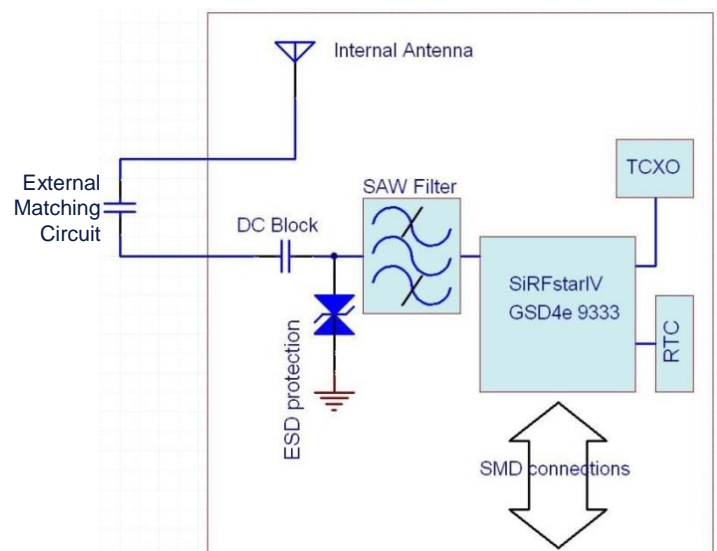 Internal Antenna
External
Matching
Circuit
DC Block
SAW Filter
TCXO
SiRFstarIV
GSD4e 9333
RTC
ESD protection
SMD connections